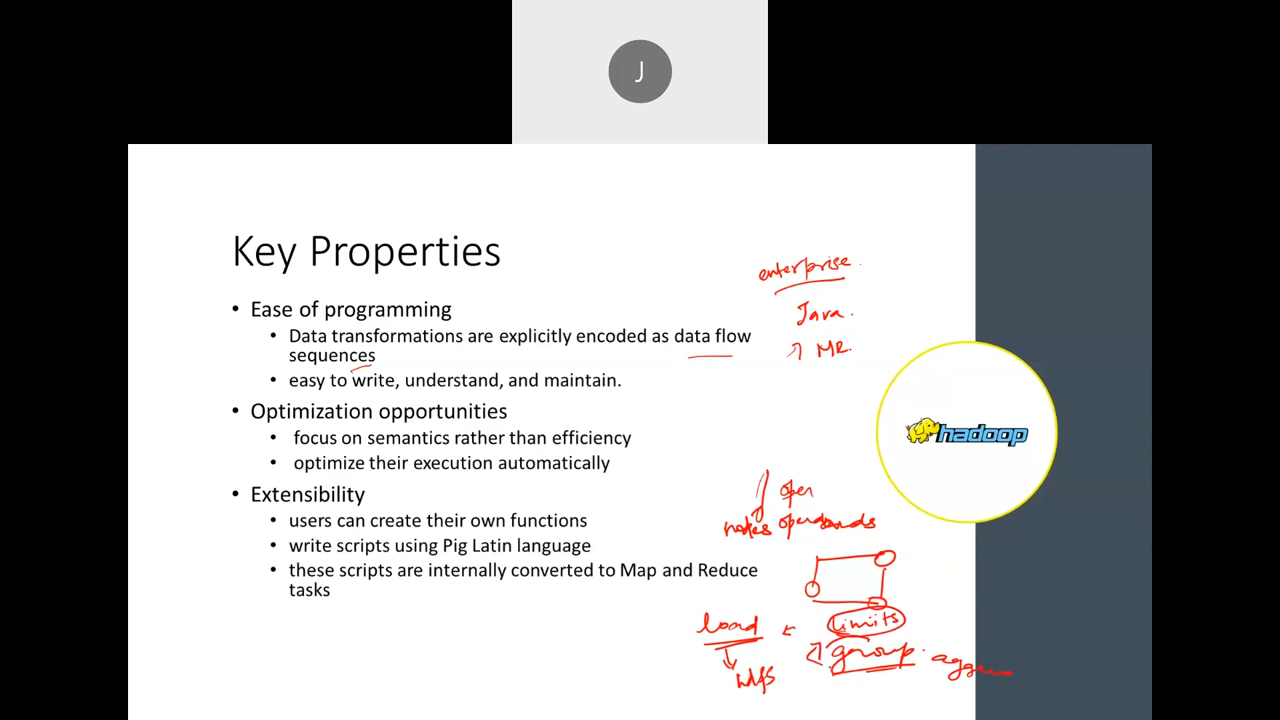 J
Key Properties
enterprise.
• Ease of programming
Java.
• Data transformations are explicitly encoded as data flow
sequences
MR.
• easy to write, understand, and maintain.
• Optimization opportunities
• focus on semantics rather than efficiency
hadoop
• optimize their execution automatically
• Extensibility
oper
• users can create their own functions
nodes operands
• write scripts using Pig Latin language
• these scripts are internally converted to Map and Reduce
tasks
load
limits
group.
hdfs